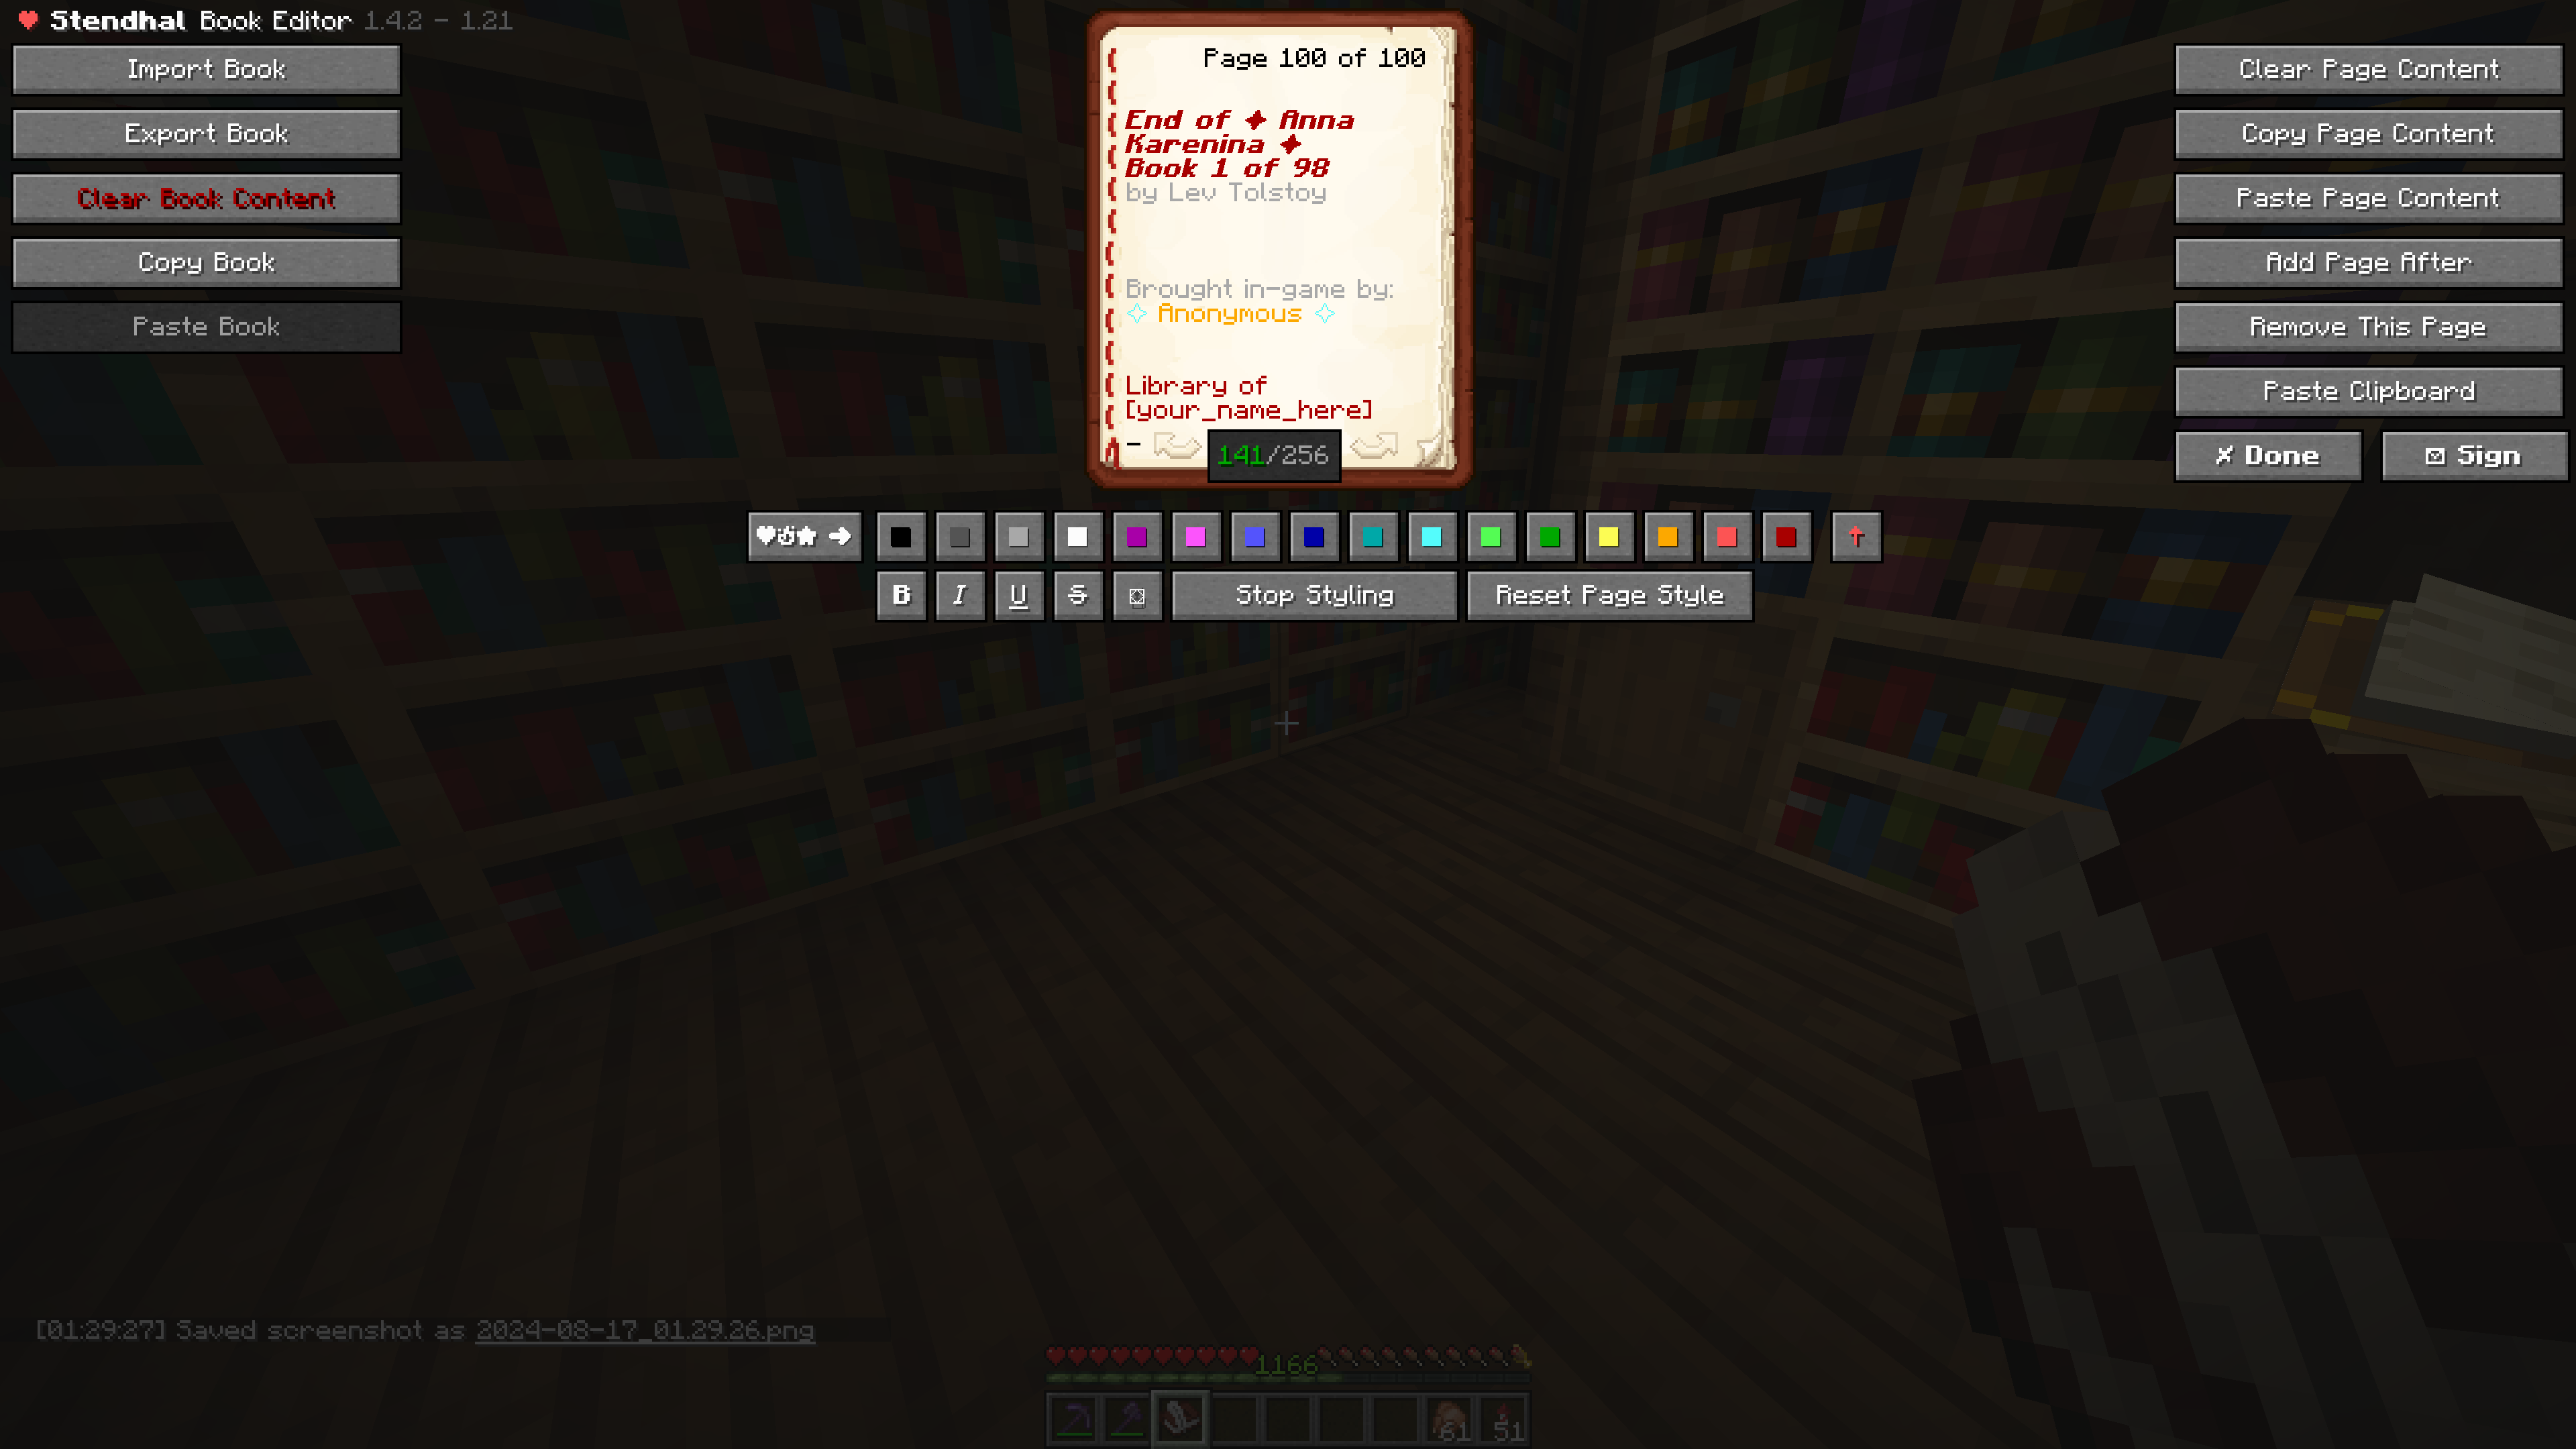 Stendhal Book Editor 1.4.2 - 1.21
Import Book
Export Book
Clear Book Content
Copy Book
Paste Book
Page 100 of 100
End of ✦ Anna
Karenina ✦
Book 1 of 98
by Lev Tolstoy
Brought in-game by:
✧ Anonymous ✧
Library of
[your_name_here]
141/256
Clear Page Content
Copy Page Content
Paste Page Content
Add Page After
Remove This Page
Paste Clipboard
✗ Done
☑ Sign
B I U S
Stop Styling
Reset Page Style
[01:29:27] Saved screenshot as 2024-08-17_01.29.26.png
1166
61
51